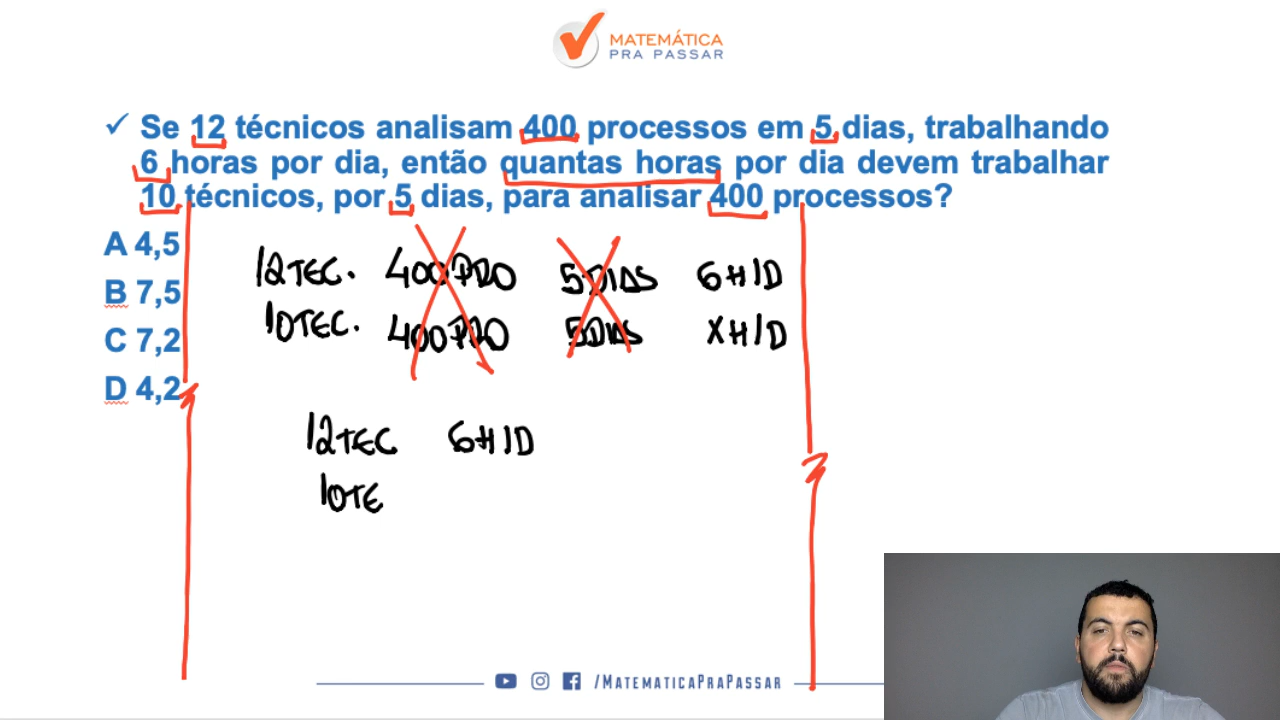 MATEMÁTICA
PRA PASSAR
Se 12 técnicos analisam 400 processos em 5 dias, trabalhando
6 horas por dia, então quantas horas por dia devem trabalhar
10 técnicos, por 5 dias, para analisar 400 processos?
A 4,5
B 7,5
C 7,2
D 4,2
12TEC. 400PRO 5DIAS 6H/D
10TEC. 400PRO 5DIAS XH/D
12TEC 6H/D
10TE
/MATEMATICAPRAPASSAR